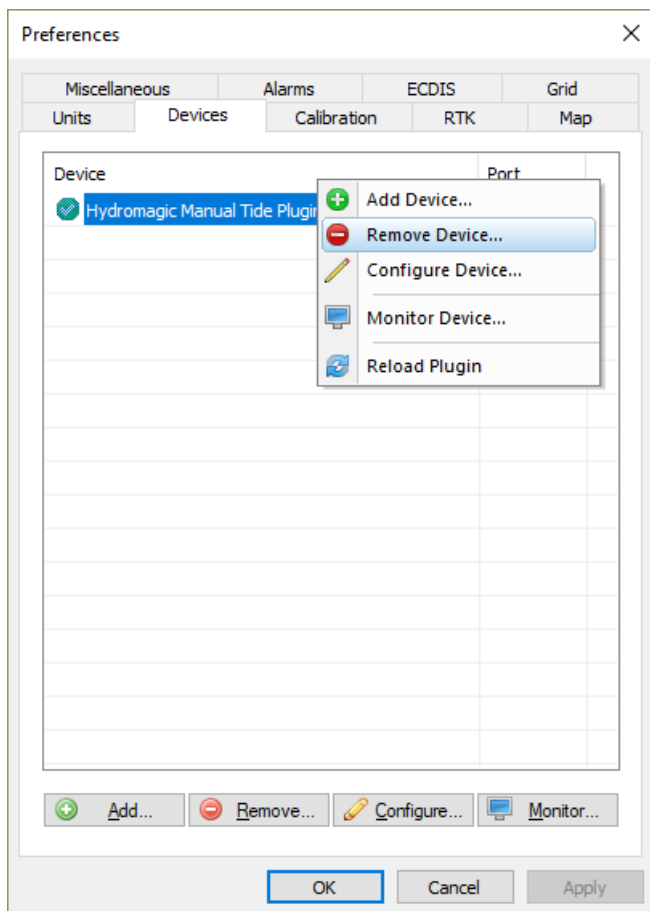 Preferences
Miscellaneous Alarms ECDIS Grid
Units Devices Calibration RTK Map
Device Port
Hydromagic Manual Tide Plugin
Add Device...
Remove Device...
Configure Device...
Monitor Device...
Reload Plugin
Add... Remove... Configure... Monitor...
OK Cancel Apply